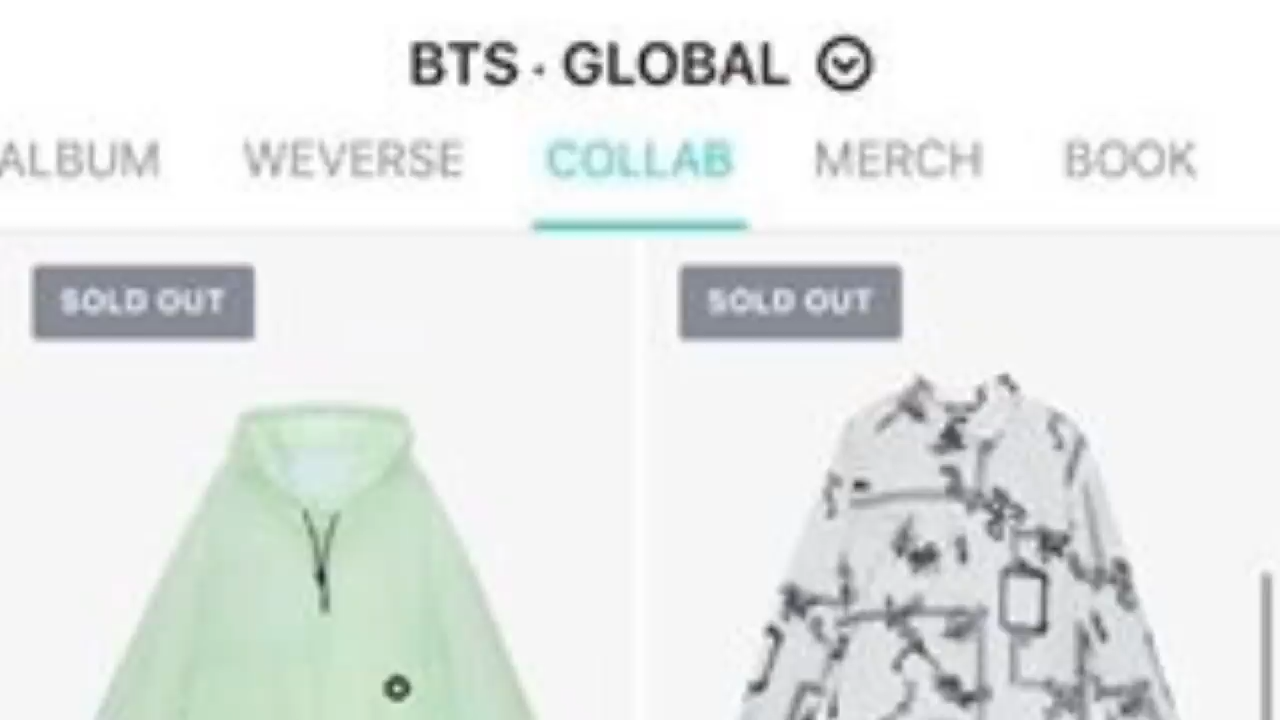 BTS · GLOBAL
ALBUM WEVERSE COLLAB MERCH BOOK
SOLD OUT SOLD OUT